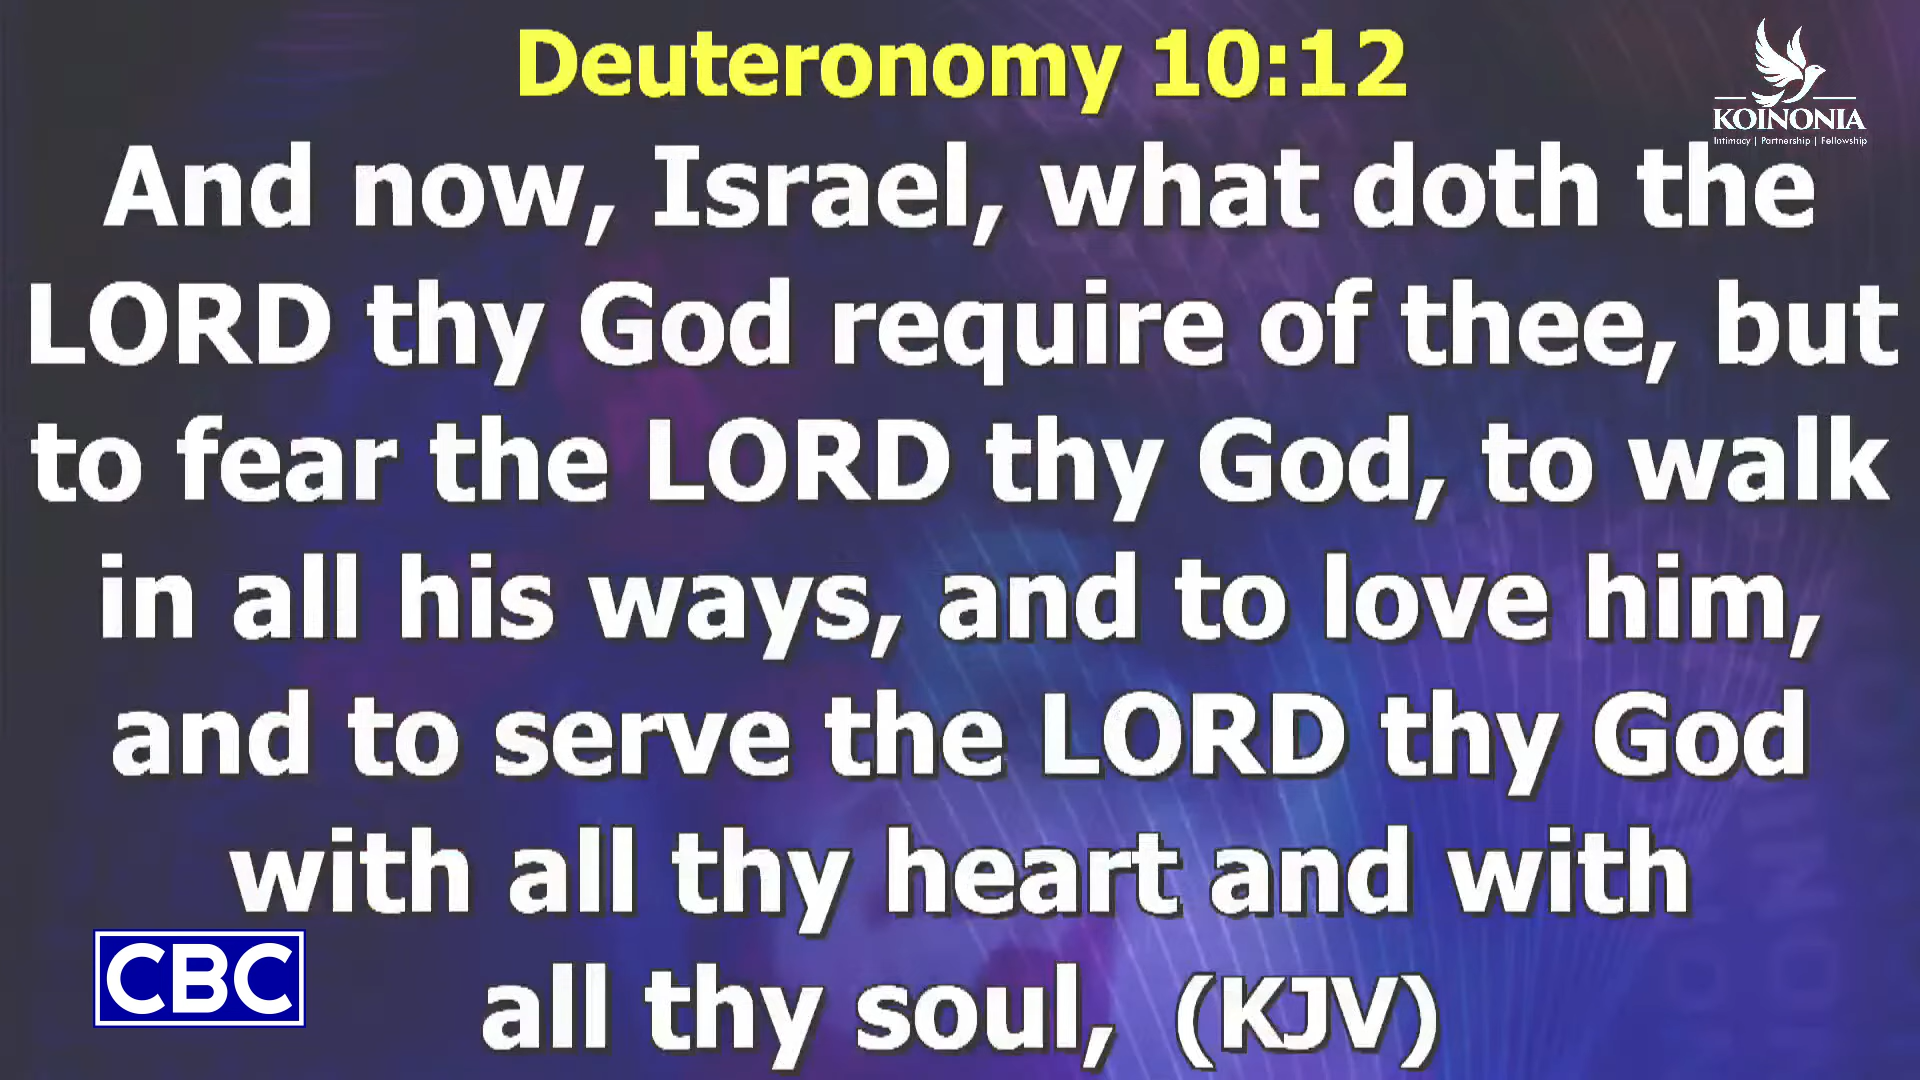 Deuteronomy 10:12
KOINONIA
Intimacy | Partnership | Fellowship
And now, Israel, what doth the
LORD thy God require of thee, but
to fear the LORD thy God, to walk
in all his ways, and to love him,
and to serve the LORD thy God
with all thy heart and with
all thy soul, (KJV)
CBC